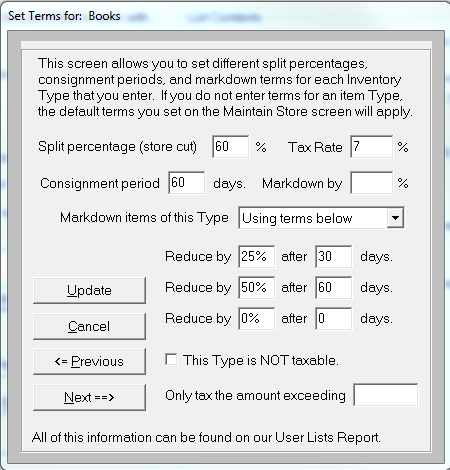 Set Terms for:  Books
This screen allows you to set different split percentages,
consignment periods, and markdown terms for each Inventory
Type that you enter.  If you do not enter terms for an item Type,
the default terms you set on the Maintain Store screen will apply.
Split percentage (store cut) 60 % Tax Rate 7 %
Consignment period 60 days. Markdown by %
Markdown items of this Type Using terms below
Reduce by 25% after 30 days.
Update Reduce by 50% after 60 days.
Cancel Reduce by 0% after 0 days.
<= Previous This Type is NOT taxable.
Next ==> Only tax the amount exceeding
All of this information can be found on our User Lists Report.